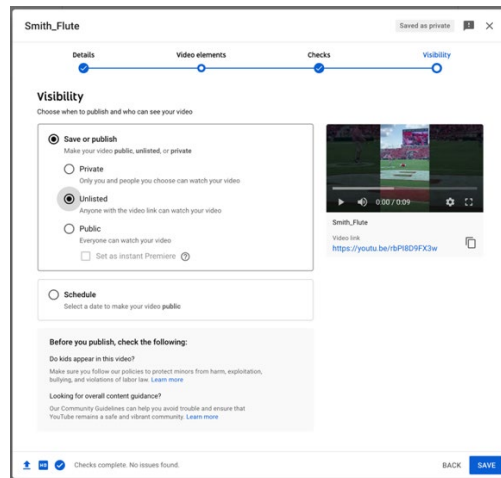 Smith_Flute
Saved as private
Details
Video elements
Checks
Visibility
Visibility
Choose when to publish and who can see your video
Save or publish
Make your video public, unlisted, or private
Private
Only you and people you choose can watch your video
Unlisted
Anyone with the video link can watch your video
Public
Everyone can watch your video
Set as instant Premiere
Schedule
Select a date to make your video public
0:00 / 0:09
Smith_Flute
Video link
https://youtu.be/rbPI8D9FX3w
Before you publish, check the following:
Do kids appear in this video?
Make sure you follow our policies to protect minors from harm, exploitation,
bullying, and violations of labor law. Learn more
Looking for overall content guidance?
Our Community Guidelines can help you avoid trouble and ensure that
YouTube remains a safe and vibrant community. Learn more
Checks complete. No issues found.
BACK
SAVE